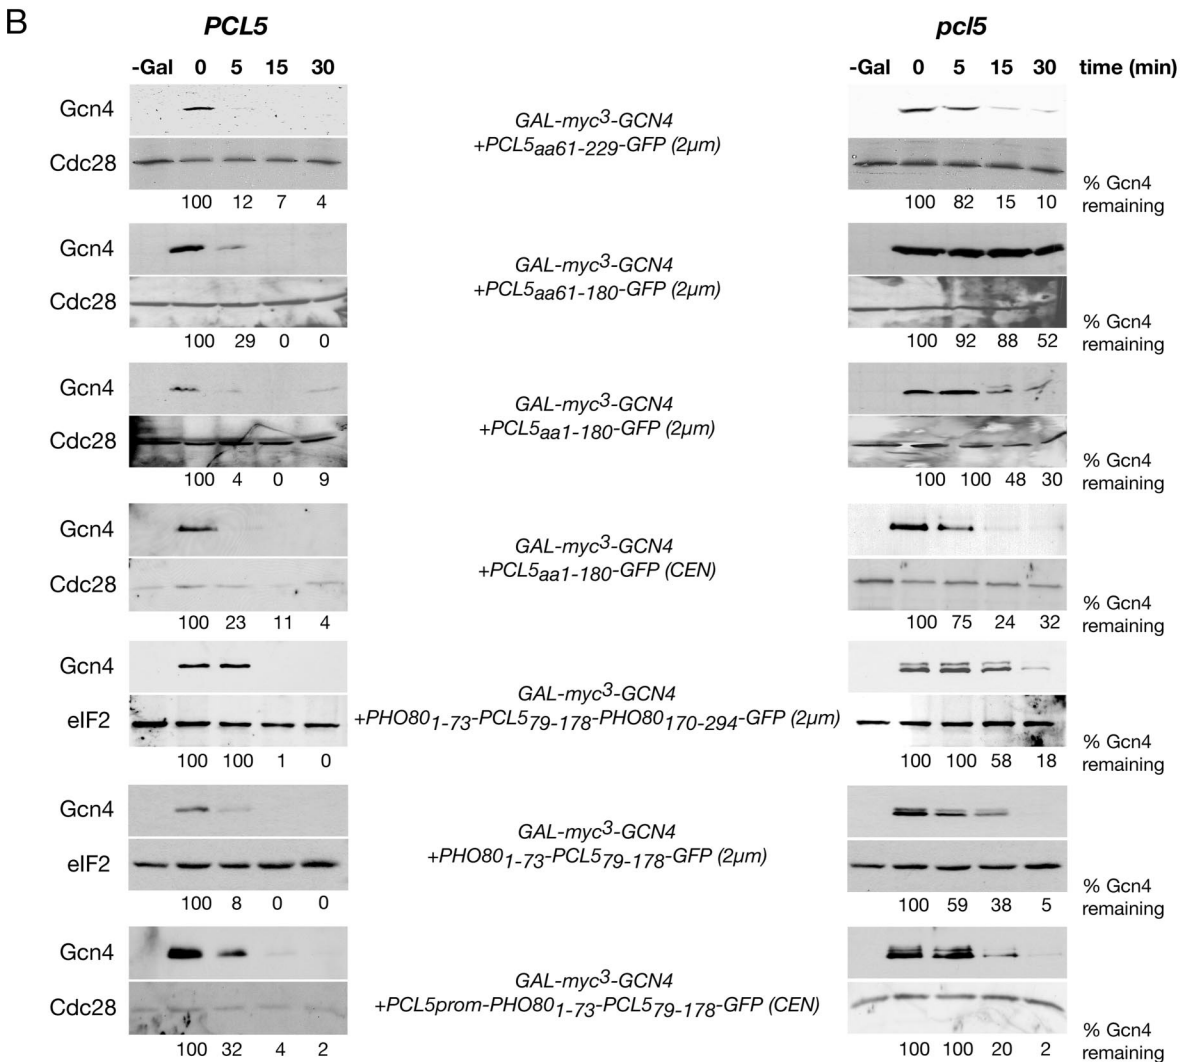 B
PCL5 pcl5
-Gal 0 5 15 30 -Gal 0 5 15 30 time (min)
Gcn4
GAL-myc3-GCN4
+PCL5aa61-229-GFP (2µm)
Cdc28
100 12 7 4 100 82 15 10 % Gcn4
remaining
Gcn4
GAL-myc3-GCN4
+PCL5aa61-180-GFP (2µm)
Cdc28
100 29 0 0 100 92 88 52 % Gcn4
remaining
Gcn4
GAL-myc3-GCN4
+PCL5aa1-180-GFP (2µm)
Cdc28
100 4 0 9 100 100 48 30 % Gcn4
remaining
Gcn4
GAL-myc3-GCN4
+PCL5aa1-180-GFP (CEN)
Cdc28
100 23 11 4 100 75 24 32 % Gcn4
remaining
Gcn4
GAL-myc3-GCN4
eIF2 +PHO801-73-PCL579-178-PHO80170-294-GFP (2µm)
100 100 1 0 100 100 58 18 % Gcn4
remaining
Gcn4
GAL-myc3-GCN4
+PHO801-73-PCL579-178-GFP (2µm)
eIF2
100 8 0 0 100 59 38 5 % Gcn4
remaining
Gcn4
GAL-myc3-GCN4
+PCL5prom-PHO801-73-PCL579-178-GFP (CEN)
Cdc28
100 32 4 2 100 100 20 2 % Gcn4
remaining